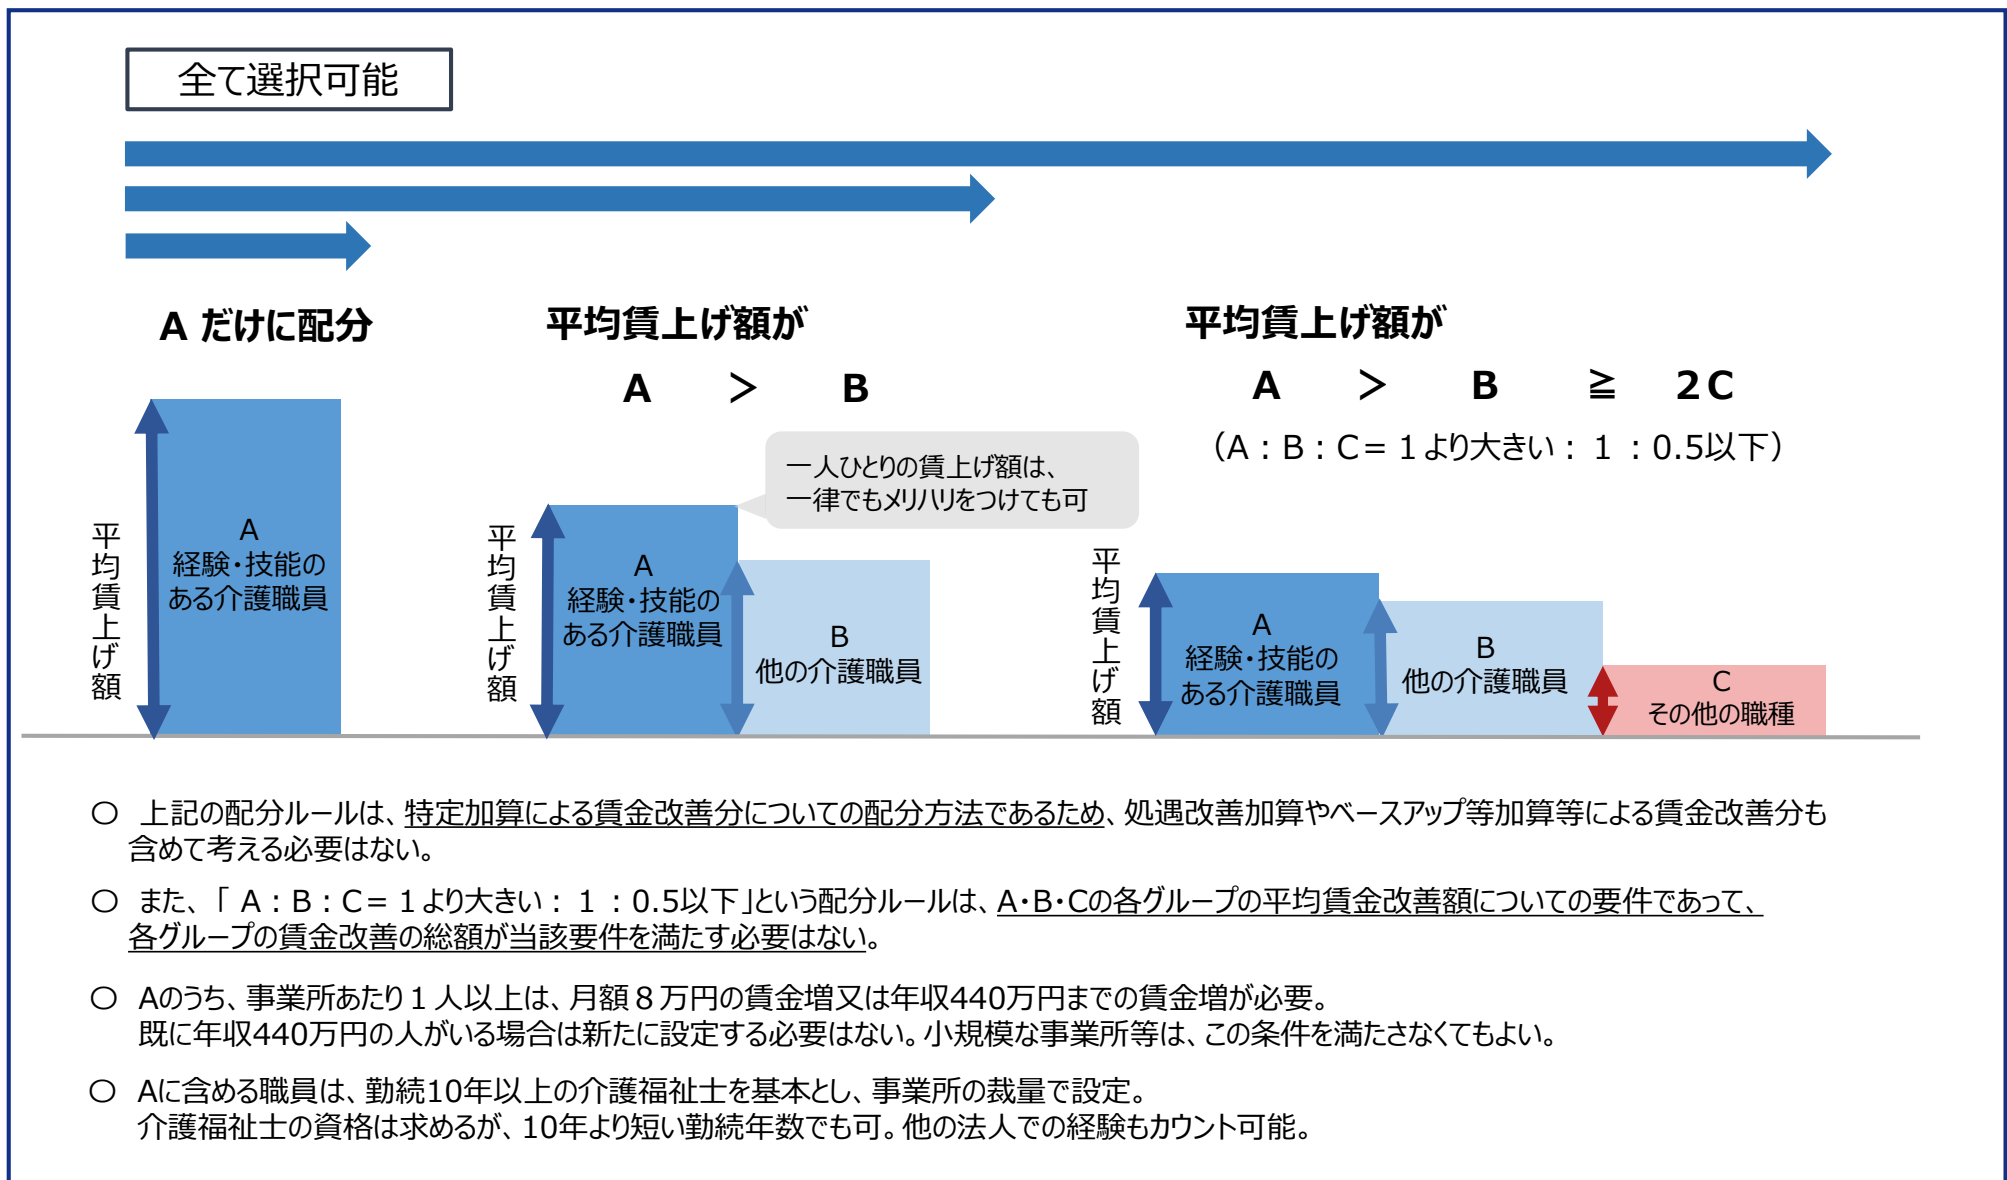 全て選択可能
A だけに配分
平均賃上げ額
A
経験・技能の
ある介護職員
平均賃上げ額が
A ＞ B
一人ひとりの賃上げ額は、
一律でもメリハリをつけても可
平均賃上げ額
A
経験・技能の
ある介護職員
B
他の介護職員
平均賃上げ額が
A ＞ B ≧ 2C
（A：B：C＝１より大きい：１：0.5以下）
平均賃上げ額
A
経験・技能の
ある介護職員
B
他の介護職員
C
その他の職種
○ 上記の配分ルールは、特定加算による賃金改善分についての配分方法であるため、処遇改善加算やベースアップ等加算等による賃金改善分も
含めて考える必要はない。
○ また、「A：B：C＝１より大きい：１：0.5以下」という配分ルールは、A・B・Cの各グループの平均賃金改善額についての要件であって、
各グループの賃金改善の総額が当該要件を満たす必要はない。
○ Aのうち、事業所あたり１人以上は、月額８万円の賃金増又は年収440万円までの賃金増が必要。
既に年収440万円の人がいる場合は新たに設定する必要はない。小規模な事業所等は、この条件を満たさなくてもよい。
○ Aに含める職員は、勤続10年以上の介護福祉士を基本とし、事業所の裁量で設定。
介護福祉士の資格は求めるが、10年より短い勤続年数でも可。他の法人での経験もカウント可能。